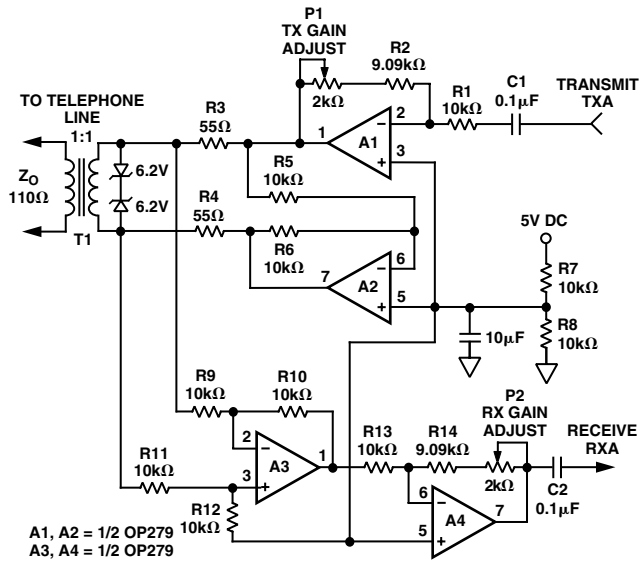 P1
TX GAIN
ADJUST
R2
9.09kΩ
2kΩ
R1
10kΩ
C1
0.1µF
TRANSMIT
TXA
TO TELEPHONE
LINE
1:1
ZO
110Ω
T1
6.2V
6.2V
R3
55Ω
1
A1
2
3
R5
10kΩ
R4
55Ω
R6
10kΩ
7
A2
6
5
5V DC
R7
10kΩ
R8
10kΩ
10µF
R9
10kΩ
R10
10kΩ
R11
10kΩ
R12
10kΩ
2
3
A3
1
R13
10kΩ
R14
9.09kΩ
P2
RX GAIN
ADJUST
2kΩ
6
5
A4
7
C2
0.1µF
RECEIVE
RXA
A1, A2 = 1/2 OP279
A3, A4 = 1/2 OP279